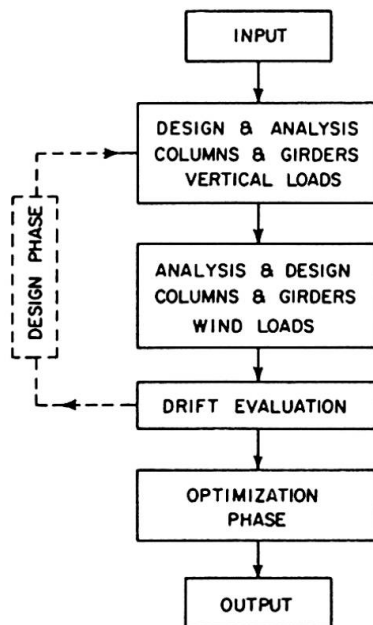 INPUT
DESIGN & ANALYSIS
COLUMNS & GIRDERS
VERTICAL LOADS
DESIGN PHASE
ANALYSIS & DESIGN
COLUMNS & GIRDERS
WIND LOADS
DRIFT EVALUATION
OPTIMIZATION
PHASE
OUTPUT